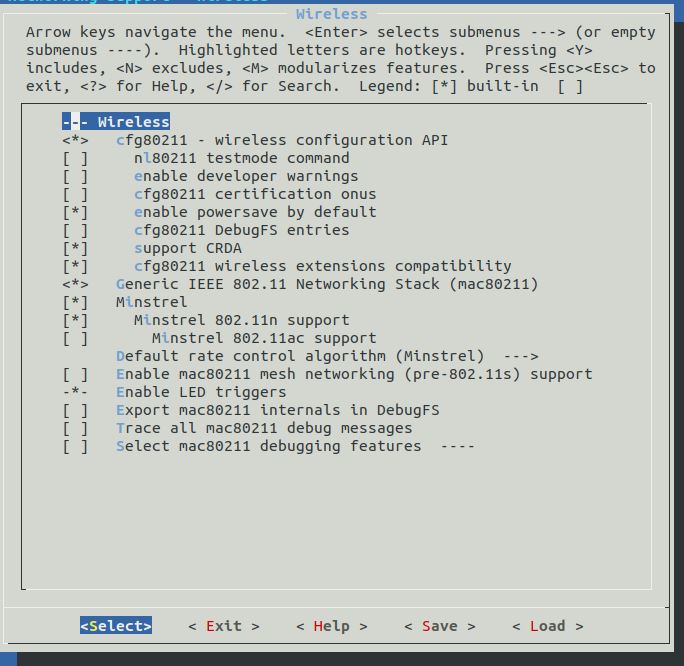 Wireless
Arrow keys navigate the menu.  <Enter> selects submenus ---> (or empty
submenus ----).  Highlighted letters are hotkeys.  Pressing <Y>
includes, <N> excludes, <M> modularizes features.  Press <Esc><Esc> to
exit, <?> for Help, </> for Search.  Legend: [*] built-in  [ ]
--- Wireless
<*>   cfg80211 - wireless configuration API
[ ]     nl80211 testmode command
[ ]     enable developer warnings
[ ]     cfg80211 certification onus
[*]     enable powersave by default
[ ]     cfg80211 DebugFS entries
[*]     support CRDA
[*]     cfg80211 wireless extensions compatibility
<*>   Generic IEEE 802.11 Networking Stack (mac80211)
[*]   Minstrel
[*]     Minstrel 802.11n support
[ ]       Minstrel 802.11ac support
Default rate control algorithm (Minstrel)  --->
[ ]   Enable mac80211 mesh networking (pre-802.11s) support
-*-   Enable LED triggers
[ ]   Export mac80211 internals in DebugFS
[ ]   Trace all mac80211 debug messages
[ ]   Select mac80211 debugging features  ----
<Select>    < Exit >    < Help >    < Save >    < Load >